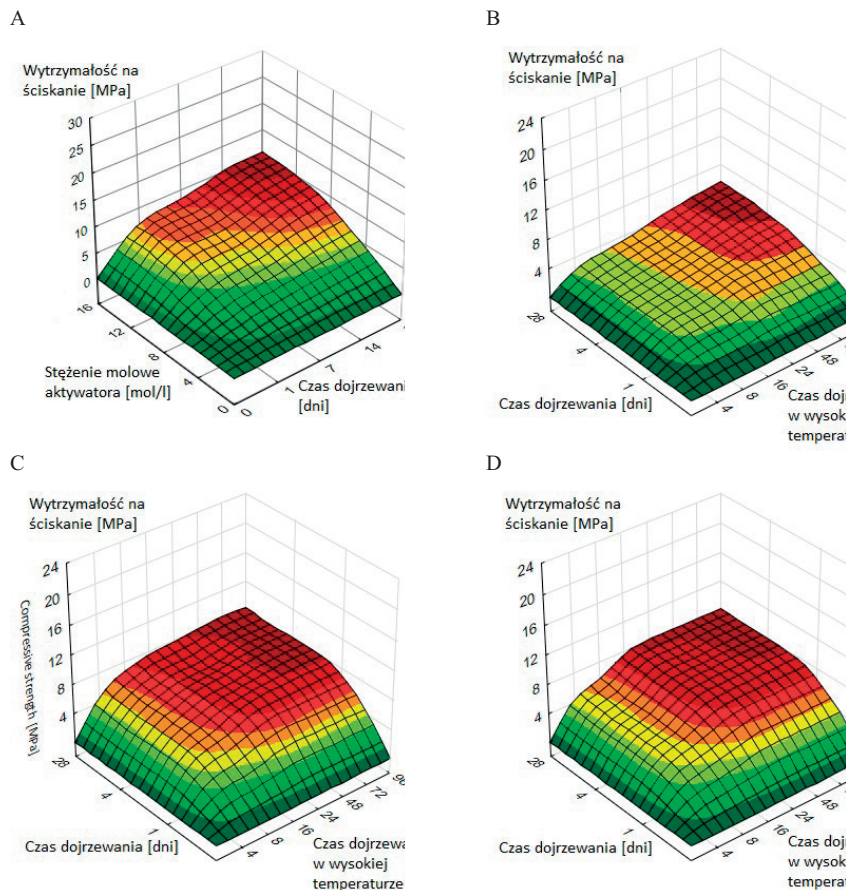 A
Wytrzymałość na
ściskanie [MPa]
30
25
20
15
10
5
0
16
12
8
4
0
Stężenie molowe
aktywatora [mol/l]
0
1
7
14
Czas dojrzewani
[dni]
B
Wytrzymałość na
ściskanie [MPa]
24
20
16
12
8
4
28
4
1
Czas dojrzewania [dni]
4
8
16
24
48
Czas doj
w wysok
temperat
C
Wytrzymałość na
ściskanie [MPa]
Compressive strength [MPa]
24
20
16
12
8
4
28
4
1
Czas dojrzewania [dni]
4
8
16
24
48
72
96
Czas dojrzewa
w wysokiej
temperaturze
D
Wytrzymałość na
ściskanie [MPa]
24
20
16
12
8
4
28
4
1
Czas dojrzewania [dni]
4
8
16
24
48
Czas doj
w wysok
temperat